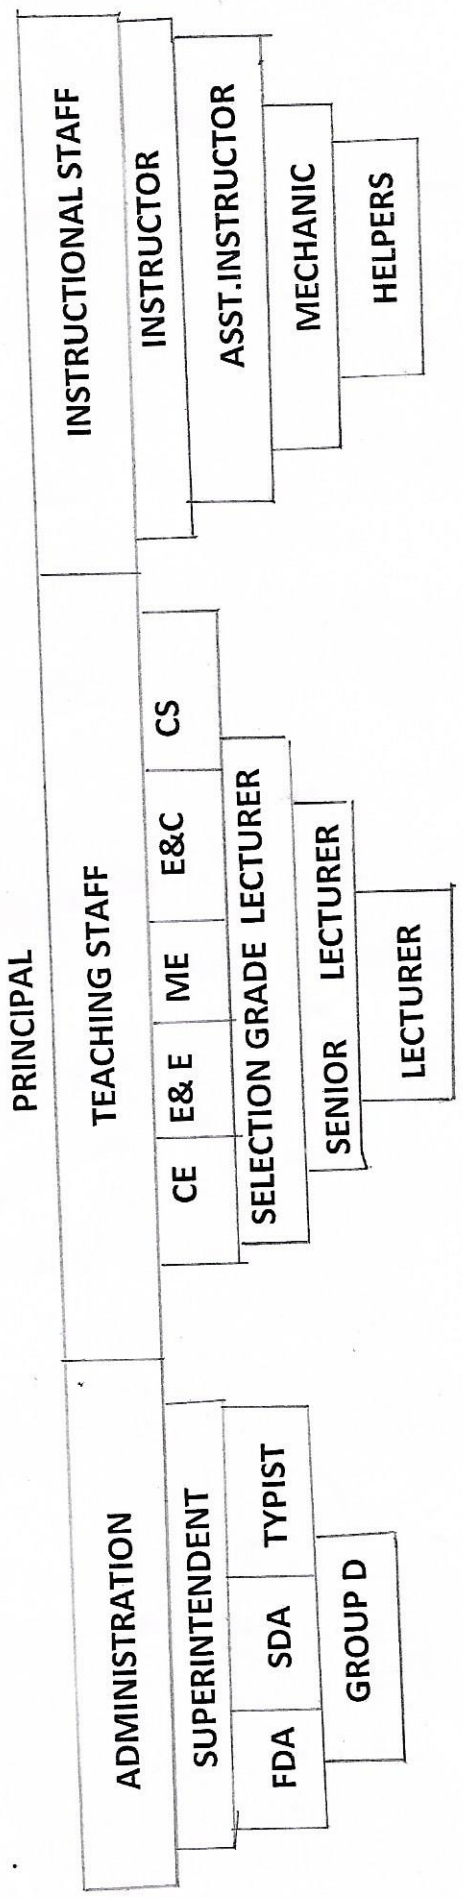 PRINCIPAL
ADMINISTRATION TEACHING STAFF INSTRUCTIONAL STAFF
SUPERINTENDENT CE E& E ME E&C CS INSTRUCTOR
FDA SDA TYPIST SELECTION GRADE LECTURER ASST.INSTRUCTOR
GROUP D SENIOR LECTURER MECHANIC
LECTURER HELPERS